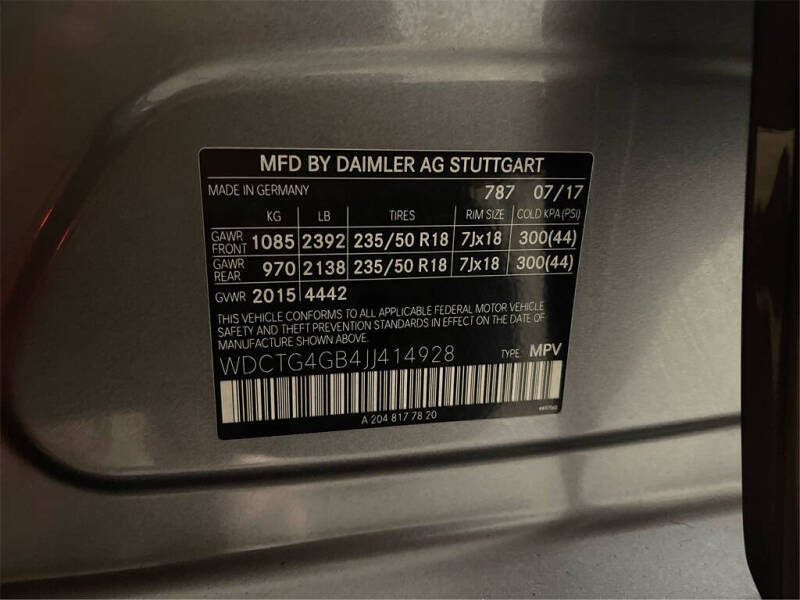 MFD BY DAIMLER AG STUTTGART
MADE IN GERMANY 787 07/17
KG LB TIRES RIM SIZE COLD KPA (PSI)
GAWR FRONT 1085 2392 235/50 R18 7Jx18 300(44)
GAWR REAR 970 2138 235/50 R18 7Jx18 300(44)
GVWR 2015 4442
THIS VEHICLE CONFORMS TO ALL APPLICABLE FEDERAL MOTOR VEHICLE
SAFETY AND THEFT PREVENTION STANDARDS IN EFFECT ON THE DATE
OF MANUFACTURE SHOWN ABOVE.
WDCTG4GB4JJ414928 TYPE: MPV
A 204 817 78 20